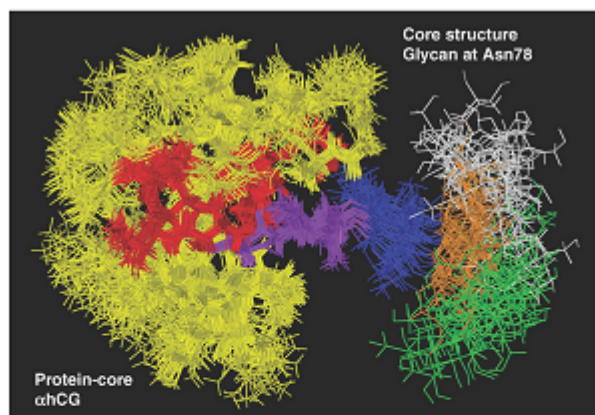 Core structure
Glycan at Asn78
Protein-core
αhCG